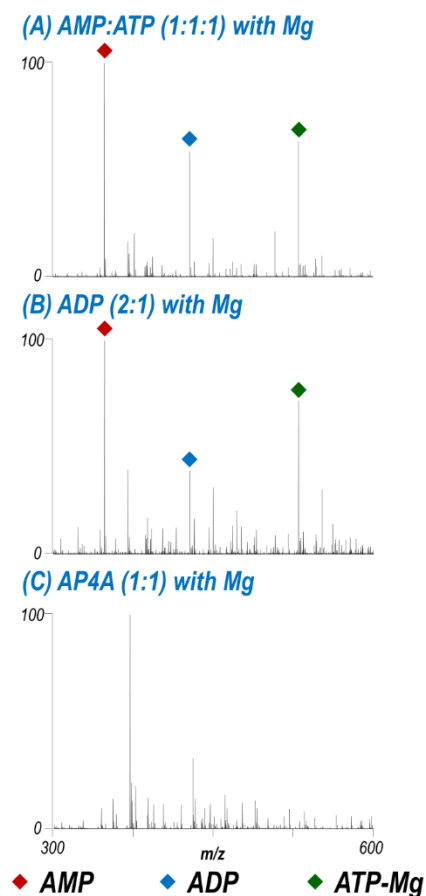 (A) AMP:ATP (1:1:1) with Mg
100
0
(B) ADP (2:1) with Mg
100
0
(C) AP4A (1:1) with Mg
100
0
300 m/z 600
AMP ADP ATP-Mg